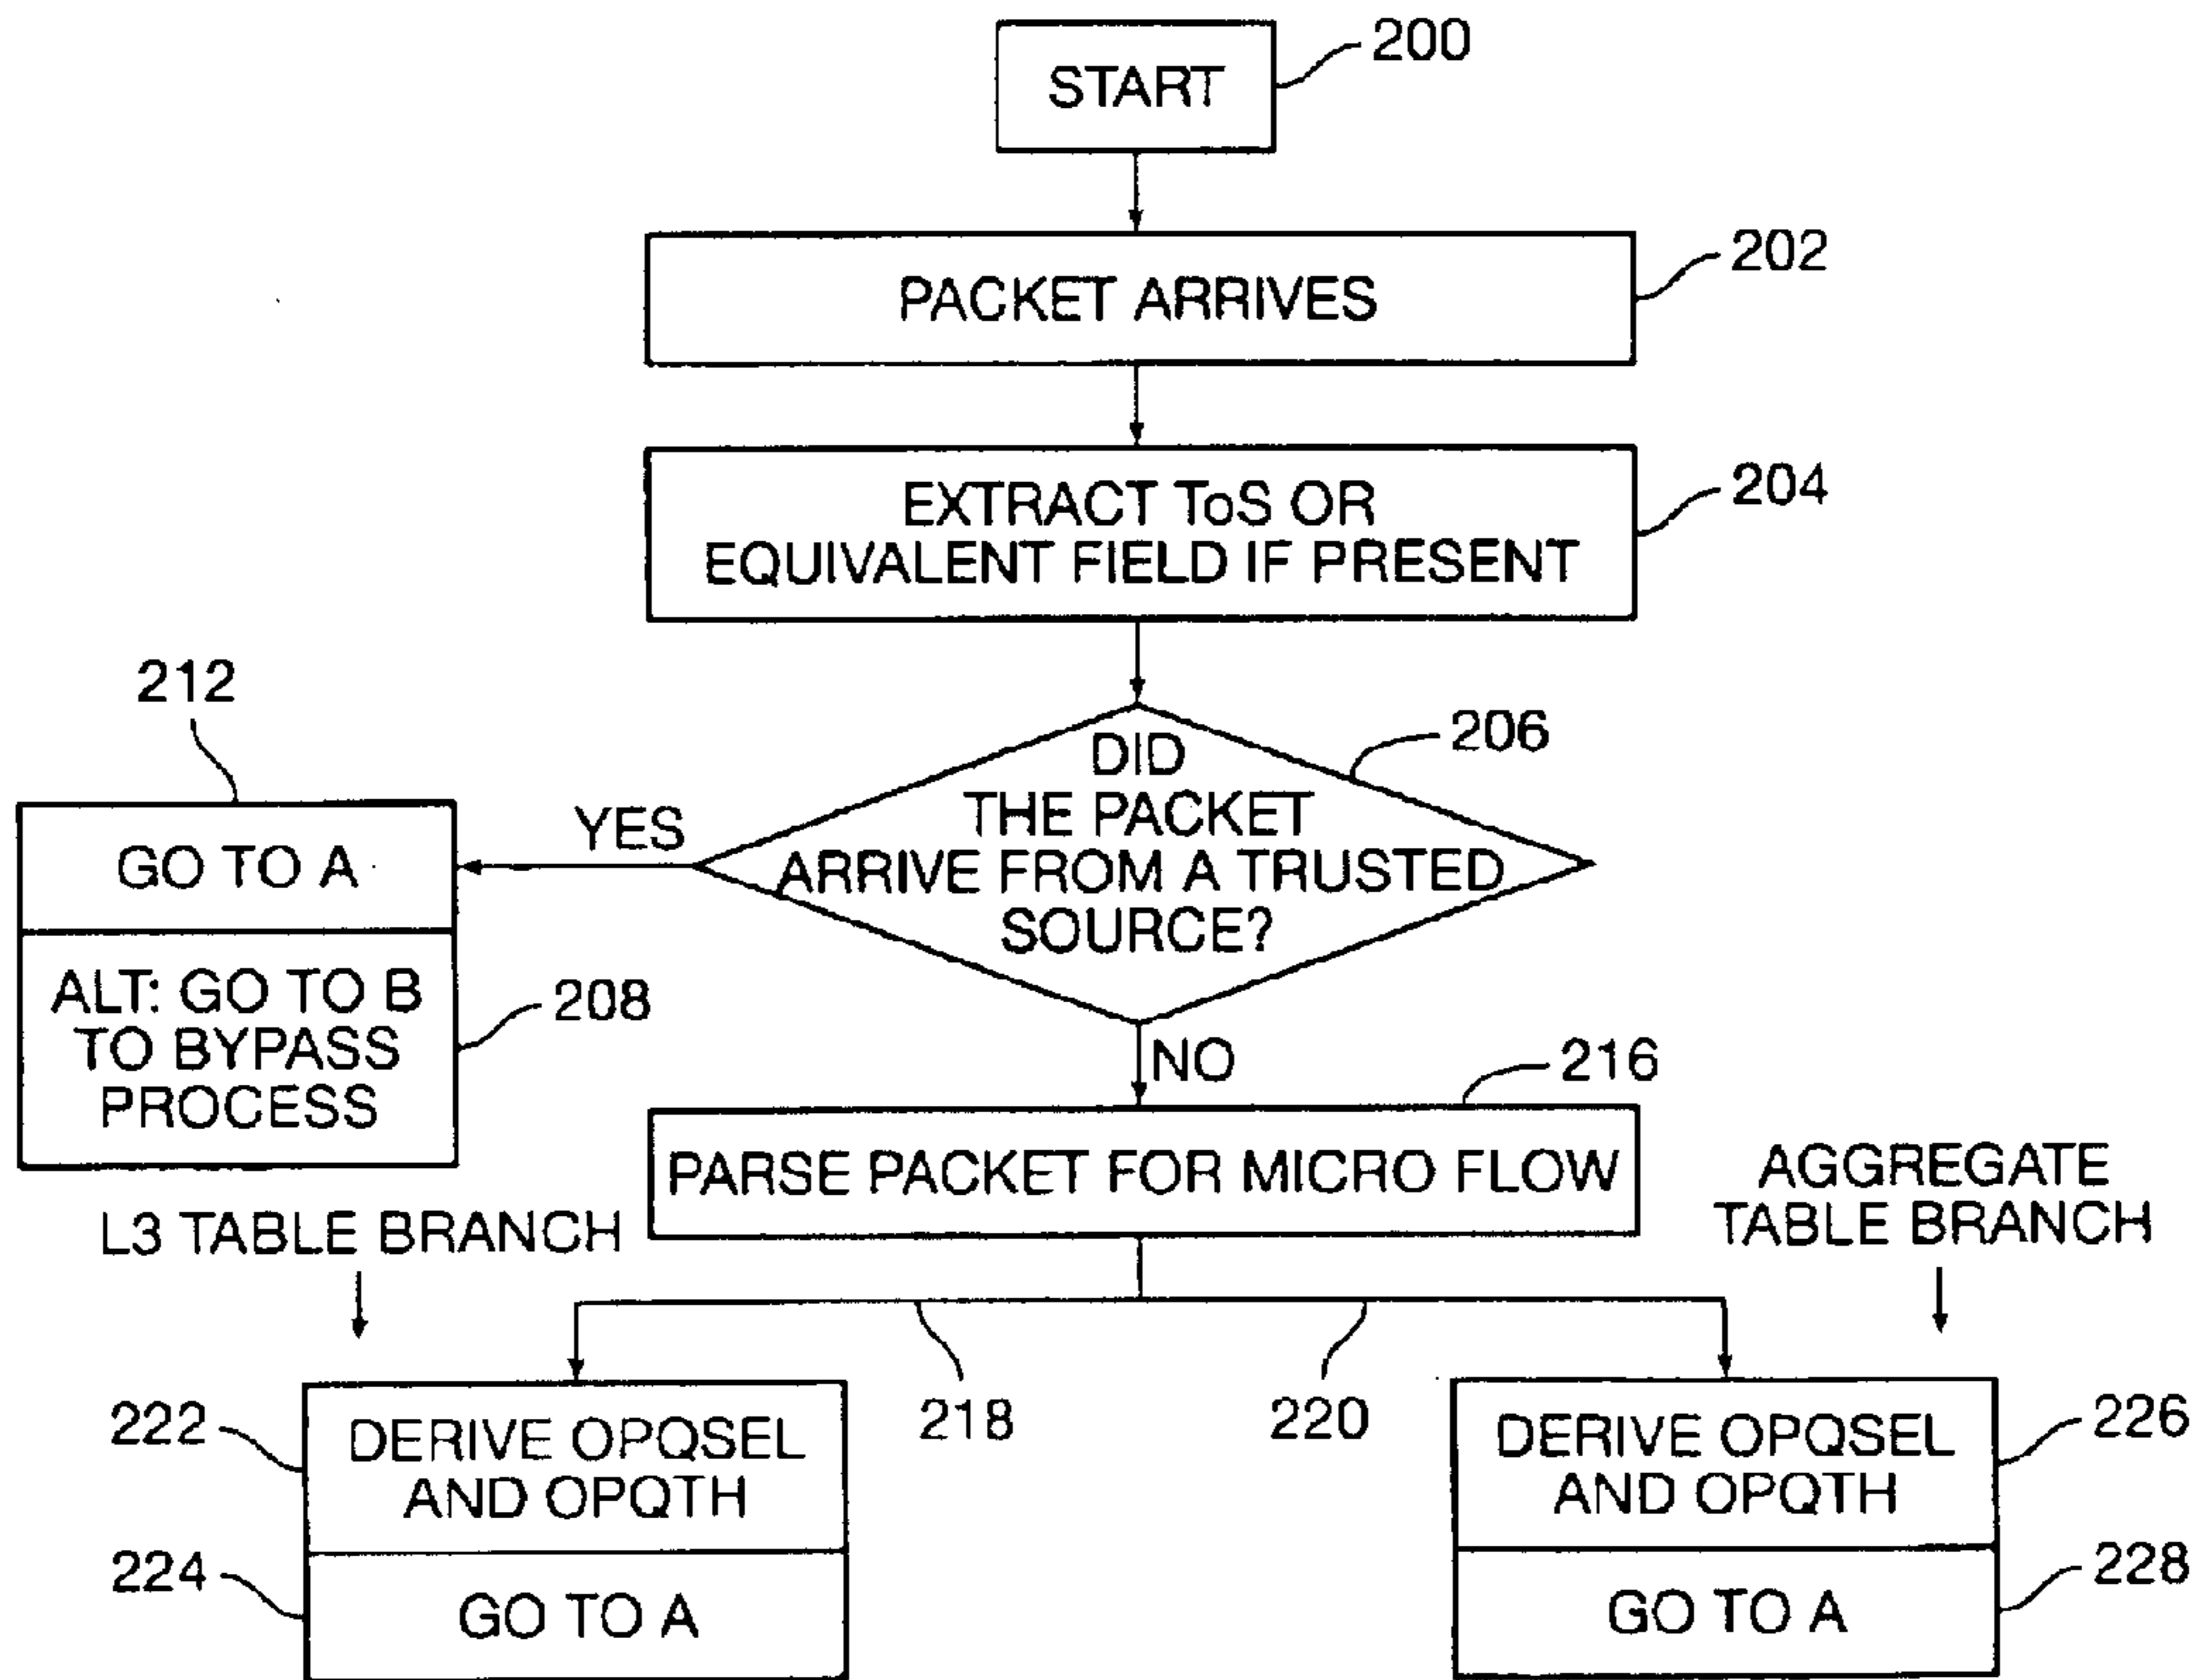 START
200
PACKET ARRIVES
202
EXTRACT ToS OR
EQUIVALENT FIELD IF PRESENT
204
DID
THE PACKET
ARRIVE FROM A TRUSTED
SOURCE?
206
YES
212
GO TO A
ALT: GO TO B
TO BYPASS
PROCESS
208
NO
216
PARSE PACKET FOR MICRO FLOW
L3 TABLE BRANCH
AGGREGATE
TABLE BRANCH
218
220
222
DERIVE OPQSEL
AND OPQTH
224
GO TO A
DERIVE OPQSEL
AND OPQTH
226
GO TO A
228